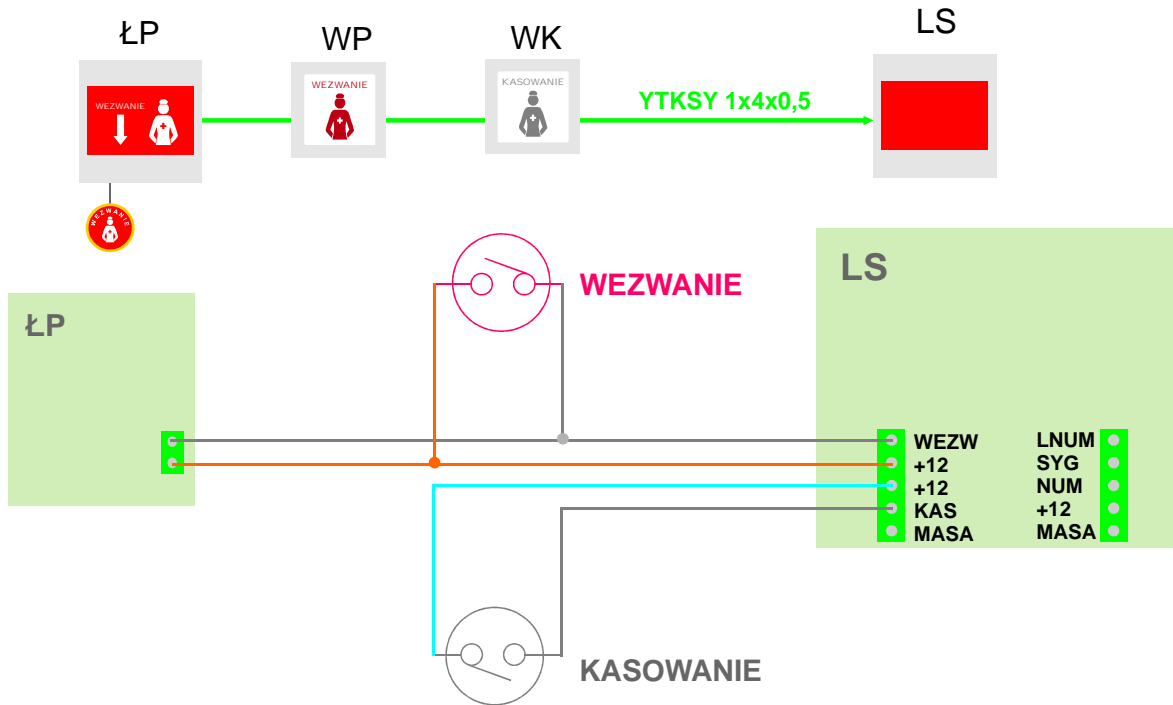 ŁP
WP
WK
LS
WEZWANIE
WEZWANIE
KASOWANIE
YTKSY 1x4x0,5
WEZWANIE
WEZWANIE
LS
ŁP
WEZW
+12
+12
KAS
MASA
LNUM
SYG
NUM
+12
MASA
KASOWANIE